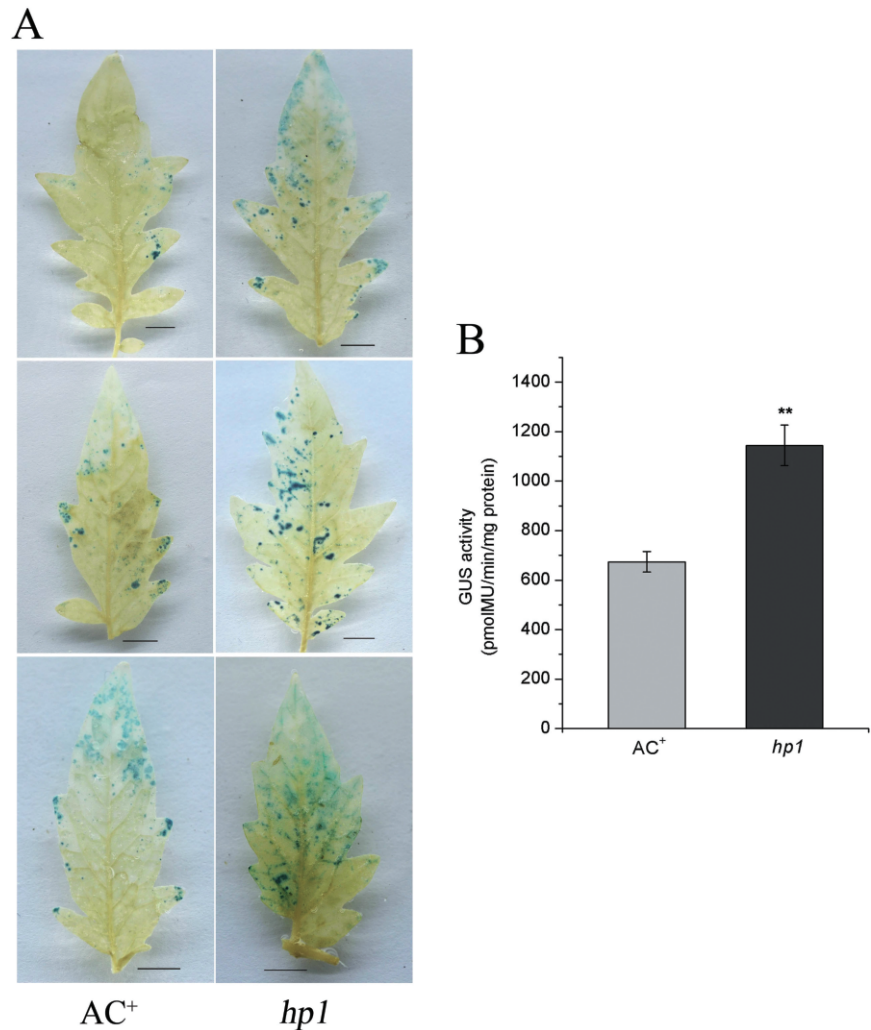 A
AC⁺
hp1
B
GUS activity
(pmolMU/min/mg protein)
1400
1200
1000
800
600
400
200
0
**
AC⁺
hp1